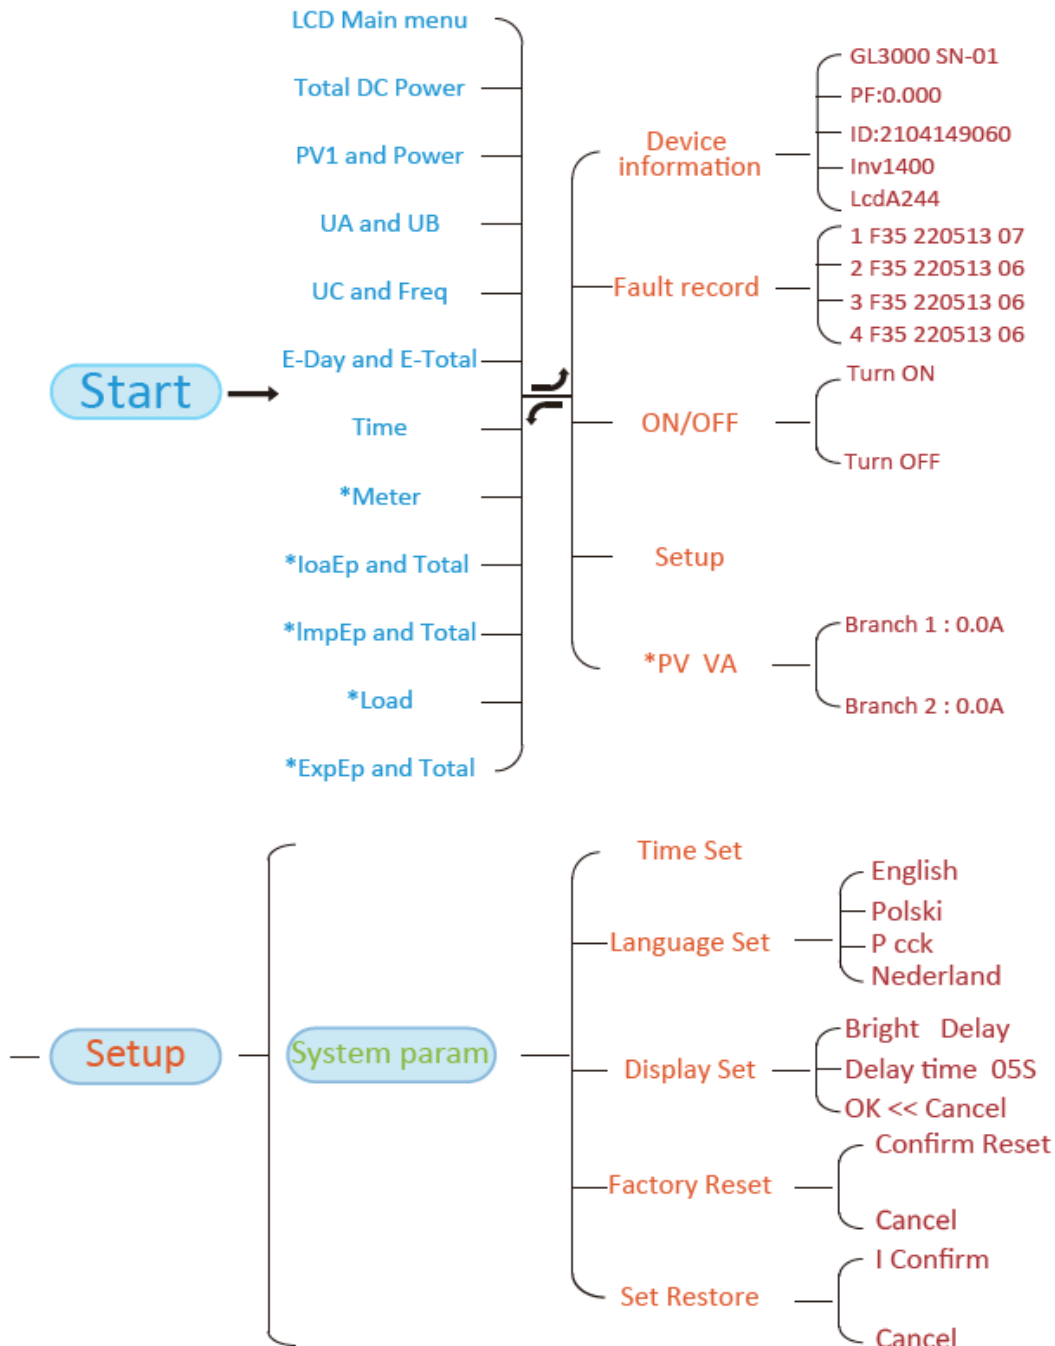 LCD Main menu
Total DC Power
PV1 and Power
UA and UB
UC and Freq
E-Day and E-Total
Start
Time
*Meter
*IoaEp and Total
*ImpEp and Total
*Load
*ExpEp and Total
Device
information
GL3000 SN-01
PF:0.000
ID:2104149060
Inv1400
LcdA244
Fault record
1 F35 220513 07
2 F35 220513 06
3 F35 220513 06
4 F35 220513 06
ON/OFF
Turn ON
Turn OFF
Setup
*PV VA
Branch 1 : 0.0A
Branch 2 : 0.0A
Setup
System param
Time Set
Language Set
English
Polski
P cck
Nederland
Display Set
Bright Delay
Delay time 05S
OK << Cancel
Factory Reset
Confirm Reset
Cancel
Set Restore
I Confirm
Cancel